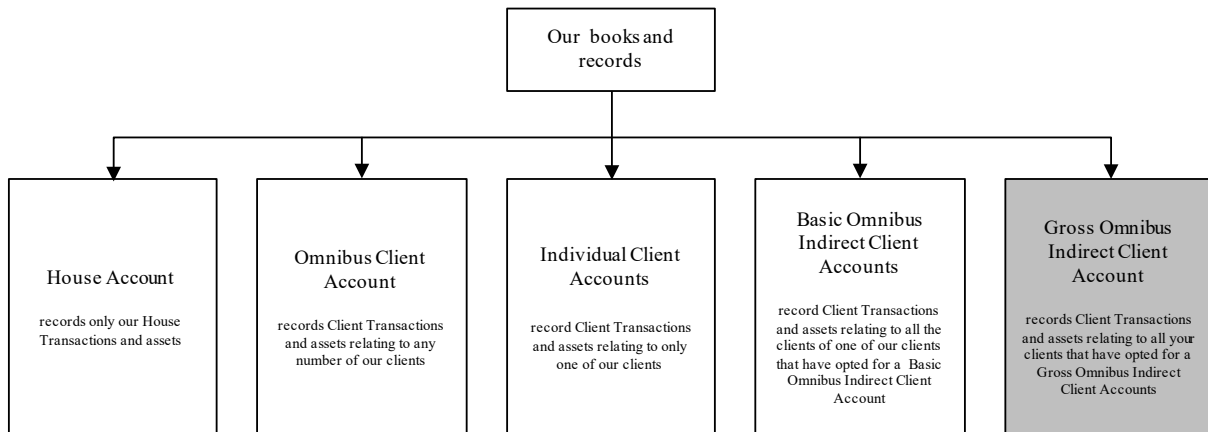 Our books and
records
House Account
records only our House
Transactions and assets
Omnibus Client
Account
records Client Transactions
and assets relating to any
number of our clients
Individual Client
Accounts
record Client Transactions
and assets relating to only
one of our clients
Basic Omnibus
Indirect Client
Accounts
record Client Transactions
and assets relating to all the
clients of one of our clients
that have opted for a Basic
Omnibus Indirect Client
Account
Gross Omnibus
Indirect Client
Account
records Client Transactions
and assets relating to all your
clients that have opted for a
Gross Omnibus Indirect
Client Accounts